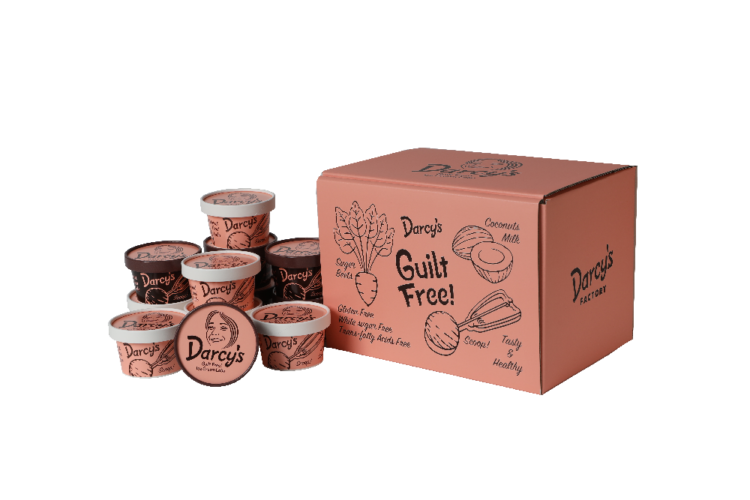 Darcy's
Darcy's
Guilt
Free!
Sugar
Beets
Coconuts
Milk
Gluten Free
White sugar Free
Trans-fatty Acids Free
Scoop!
Tasty
&
Healthy
Darcy's
FACTORY
Darcy's
Darcy's
Darcy's
Darcy's
Darcy's
Darcy's
Darcy's
Scoop!